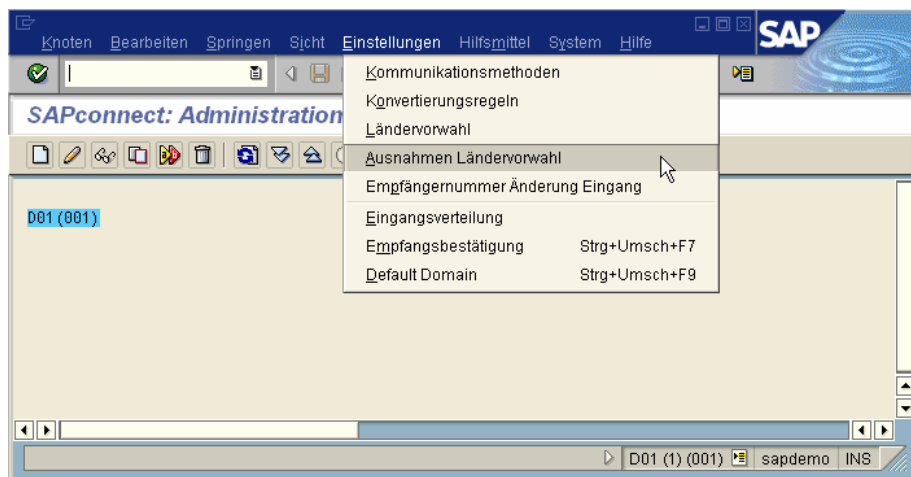 Knoten Bearbeiten Springen Sicht Einstellungen Hilfsmittel System Hilfe
SAP
SAPconnect: Administration
Kommunikationsmethoden
Konvertierungsregeln
Ländervorwahl
Ausnahmen Ländervorwahl
Empfängernummer Änderung Eingang
Eingangsverteilung
Empfangsbestätigung Strg+Umsch+F7
Default Domain Strg+Umsch+F9
D01 (001)
D01 (1) (001) sapdemo INS